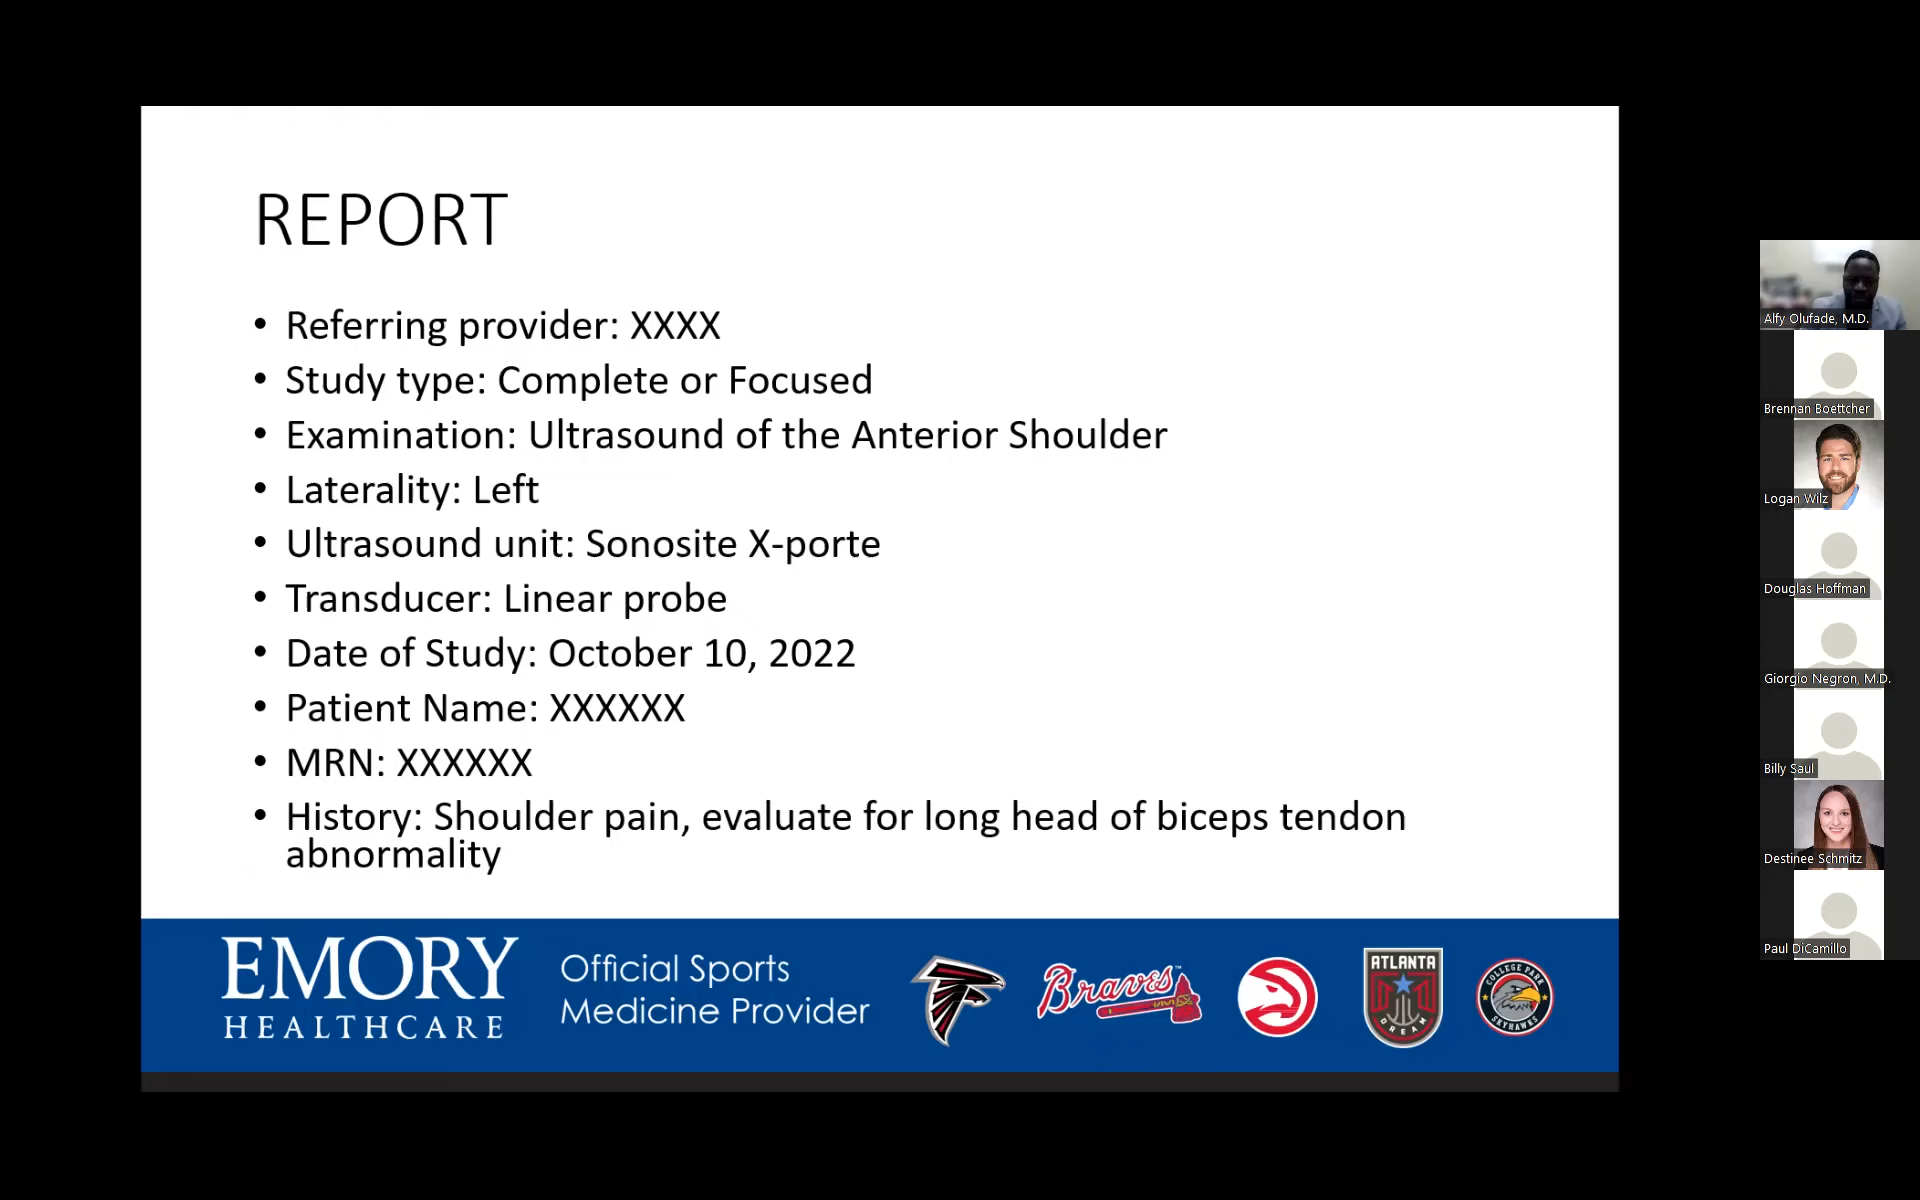 REPORT
• Referring provider: XXXX
• Study type: Complete or Focused
• Examination: Ultrasound of the Anterior Shoulder
• Laterality: Left
• Ultrasound unit: Sonosite X-porte
• Transducer: Linear probe
• Date of Study: October 10, 2022
• Patient Name: XXXXXX
• MRN: XXXXXX
• History: Shoulder pain, evaluate for long head of biceps tendon
abnormality
EMORY
HEALTHCARE
Official Sports
Medicine Provider
Braves
ATLANTA
DREAM
COLLEGE PARK
SKYHAWKS
Alfy Olufade, M.D.
Brennan Boettcher
Logan Wilz
Douglas Hoffman
Giorgio Negron, M.D.
Billy Saul
Destinee Schmitz
Paul DiCamillo